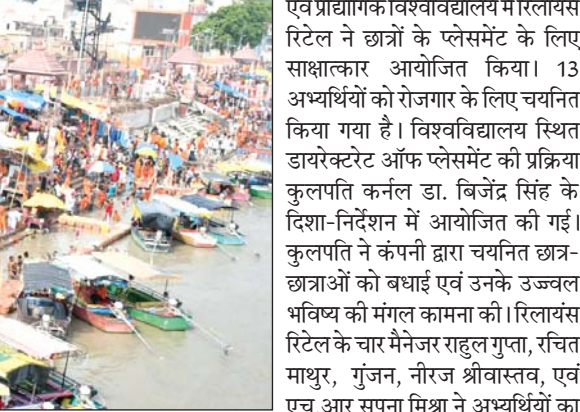 एवं प्रौद्योगिक विश्वविद्यालय में रिलायंस
रिटेल ने छात्रों के प्लेसमेंट के लिए
साक्षात्कार आयोजित किया। 13
अभ्यर्थियों को रोजगार के लिए चयनित
किया गया है। विश्वविद्यालय स्थित
डायरेक्टरेट ऑफ प्लेसमेंट की प्रक्रिया
कुलपति कर्नल डा. बिजेंद्र सिंह के
दिशा-निर्देशन में आयोजित की गई।
कुलपति ने कंपनी द्वारा चयनित छात्र-
छात्राओं को बधाई एवं उनके उज्ज्वल
भविष्य की मंगल कामना की। रिलायंस
रिटेल के चार मैनेजर राहुल गुप्ता, रचित
माथुर, गुंजन, नीरज श्रीवास्तव, एवं
एच आर सपना मिश्रा ने अभ्यर्थियों का